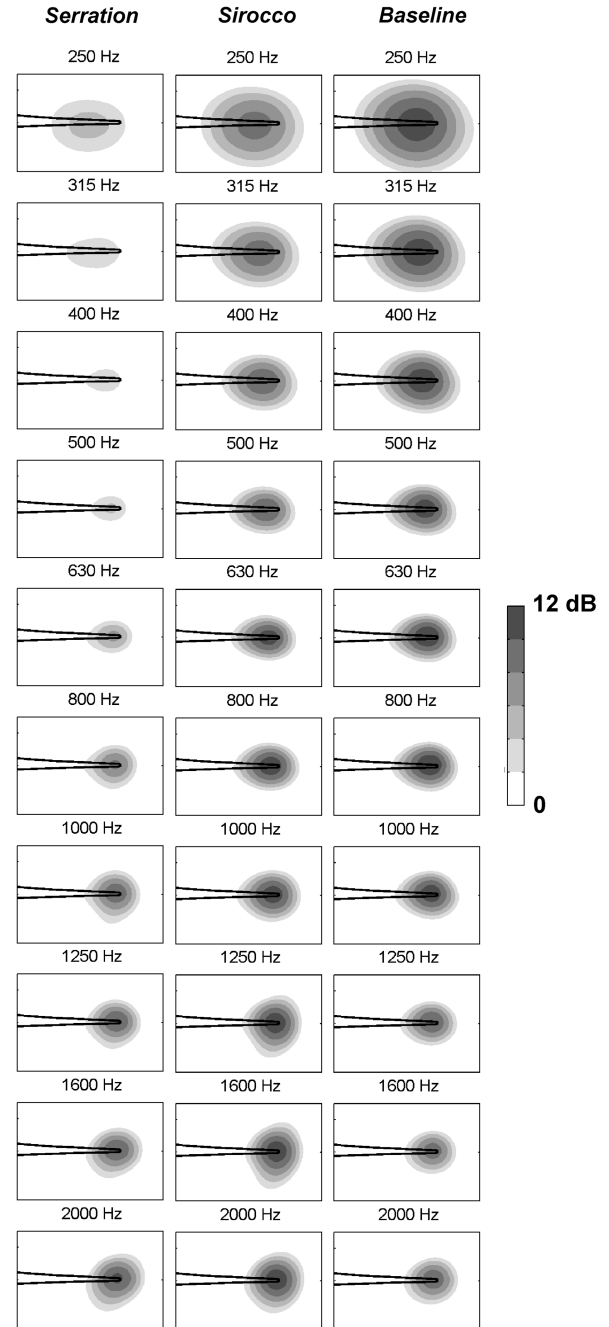 Serration Sirocco Baseline
250 Hz 250 Hz 250 Hz
315 Hz 315 Hz 315 Hz
400 Hz 400 Hz 400 Hz
500 Hz 500 Hz 500 Hz
630 Hz 630 Hz 630 Hz
12 dB
800 Hz 800 Hz 800 Hz
0
1000 Hz 1000 Hz 1000 Hz
1250 Hz 1250 Hz 1250 Hz
1600 Hz 1600 Hz 1600 Hz
2000 Hz 2000 Hz 2000 Hz